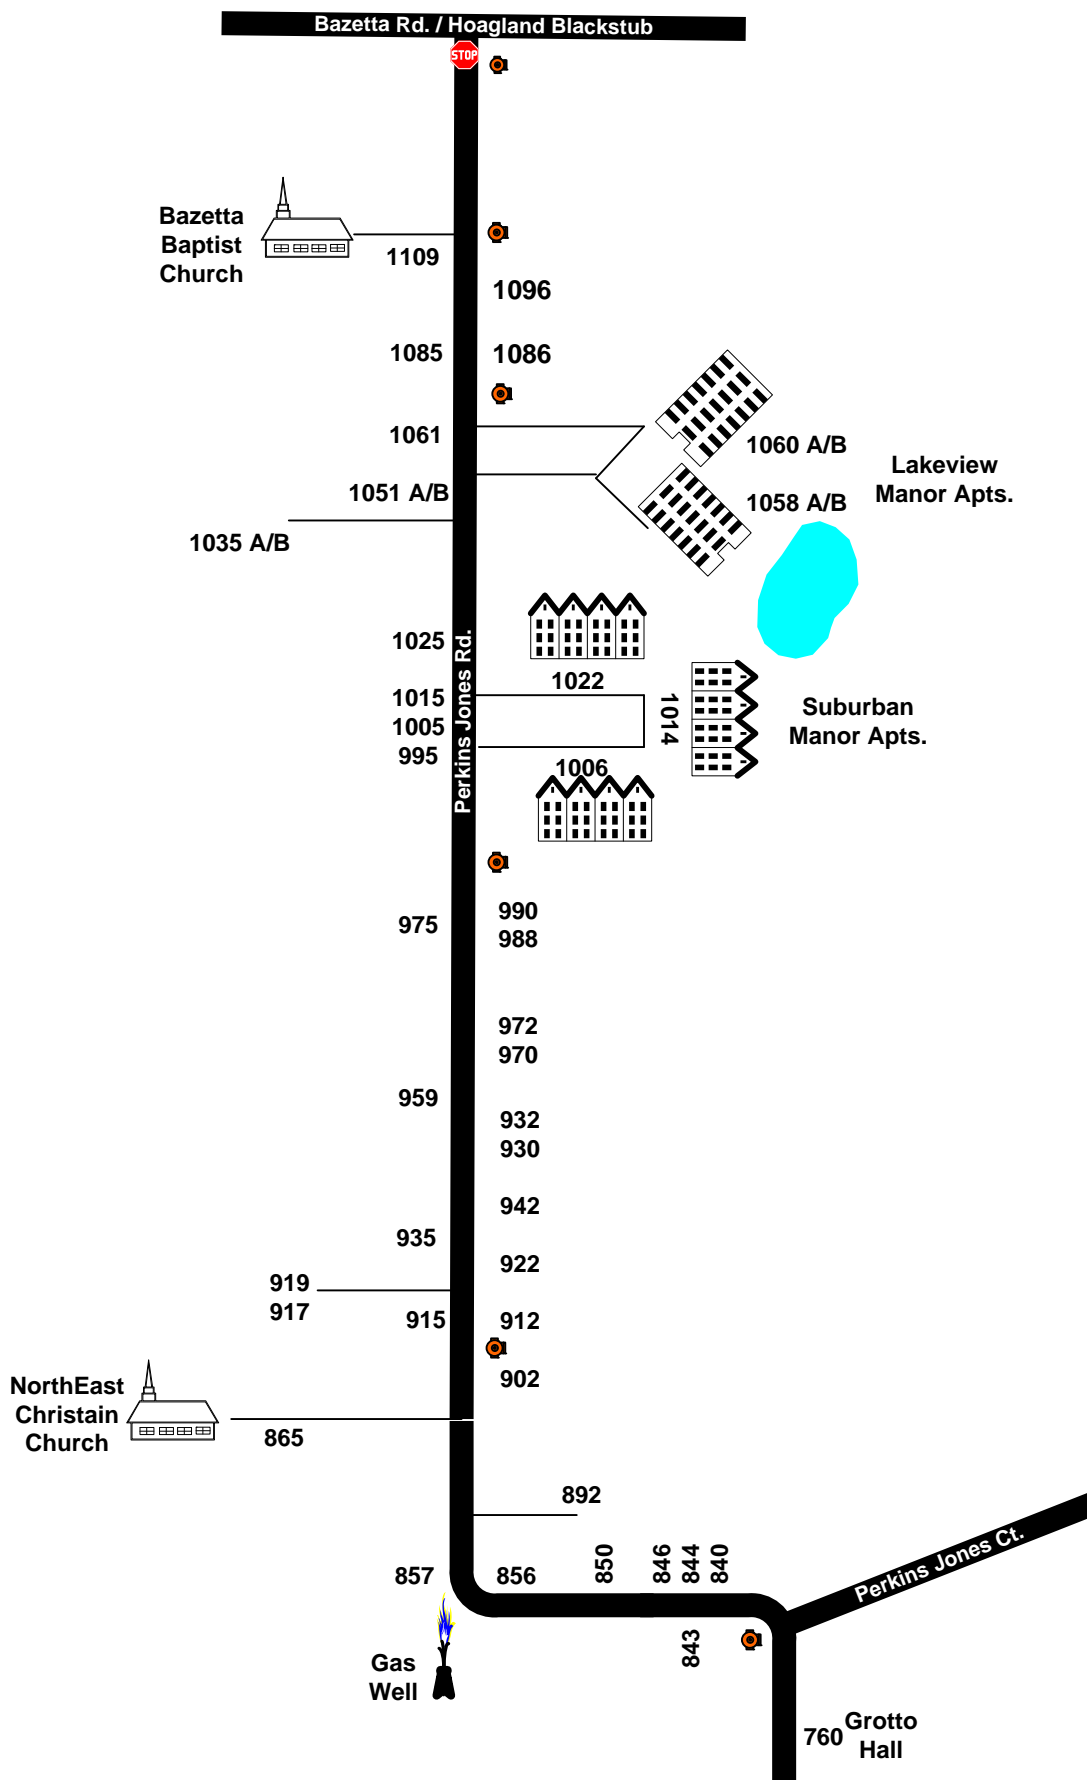 Bazetta Rd. / Hoagland Blackstub
STOP
Bazetta
Baptist
Church
1109
1096
1085
1086
1061
1060 A/B
Lakeview
Manor Apts.
1051 A/B
1058 A/B
1035 A/B
Perkins Jones Rd.
1025
1022
1015
1014
Suburban
Manor Apts.
1005
995
1006
990
975
988
972
970
959
932
930
942
935
922
919
917
915
912
902
NorthEast
Christain
Church
865
892
857
856
850
846
844
840
Perkins Jones Ct.
843
Gas
Well
760
Grotto
Hall